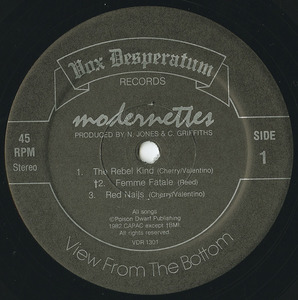 Vox Desperatum
RECORDS
modernettes
PRODUCED BY N. JONES & C. GRIFFITHS
45
RPM
Stereo
SIDE
1
1. The Rebel Kind (Cherry/Valentino)
†2. Femme Fatale (Reed)
3. Red Nails (Cherry/Valentino)
All songs
©Poison Dwarf Publishing
1982 CAPAC except †BMI
All rights reserved
VDR 1301
View From The Bottom